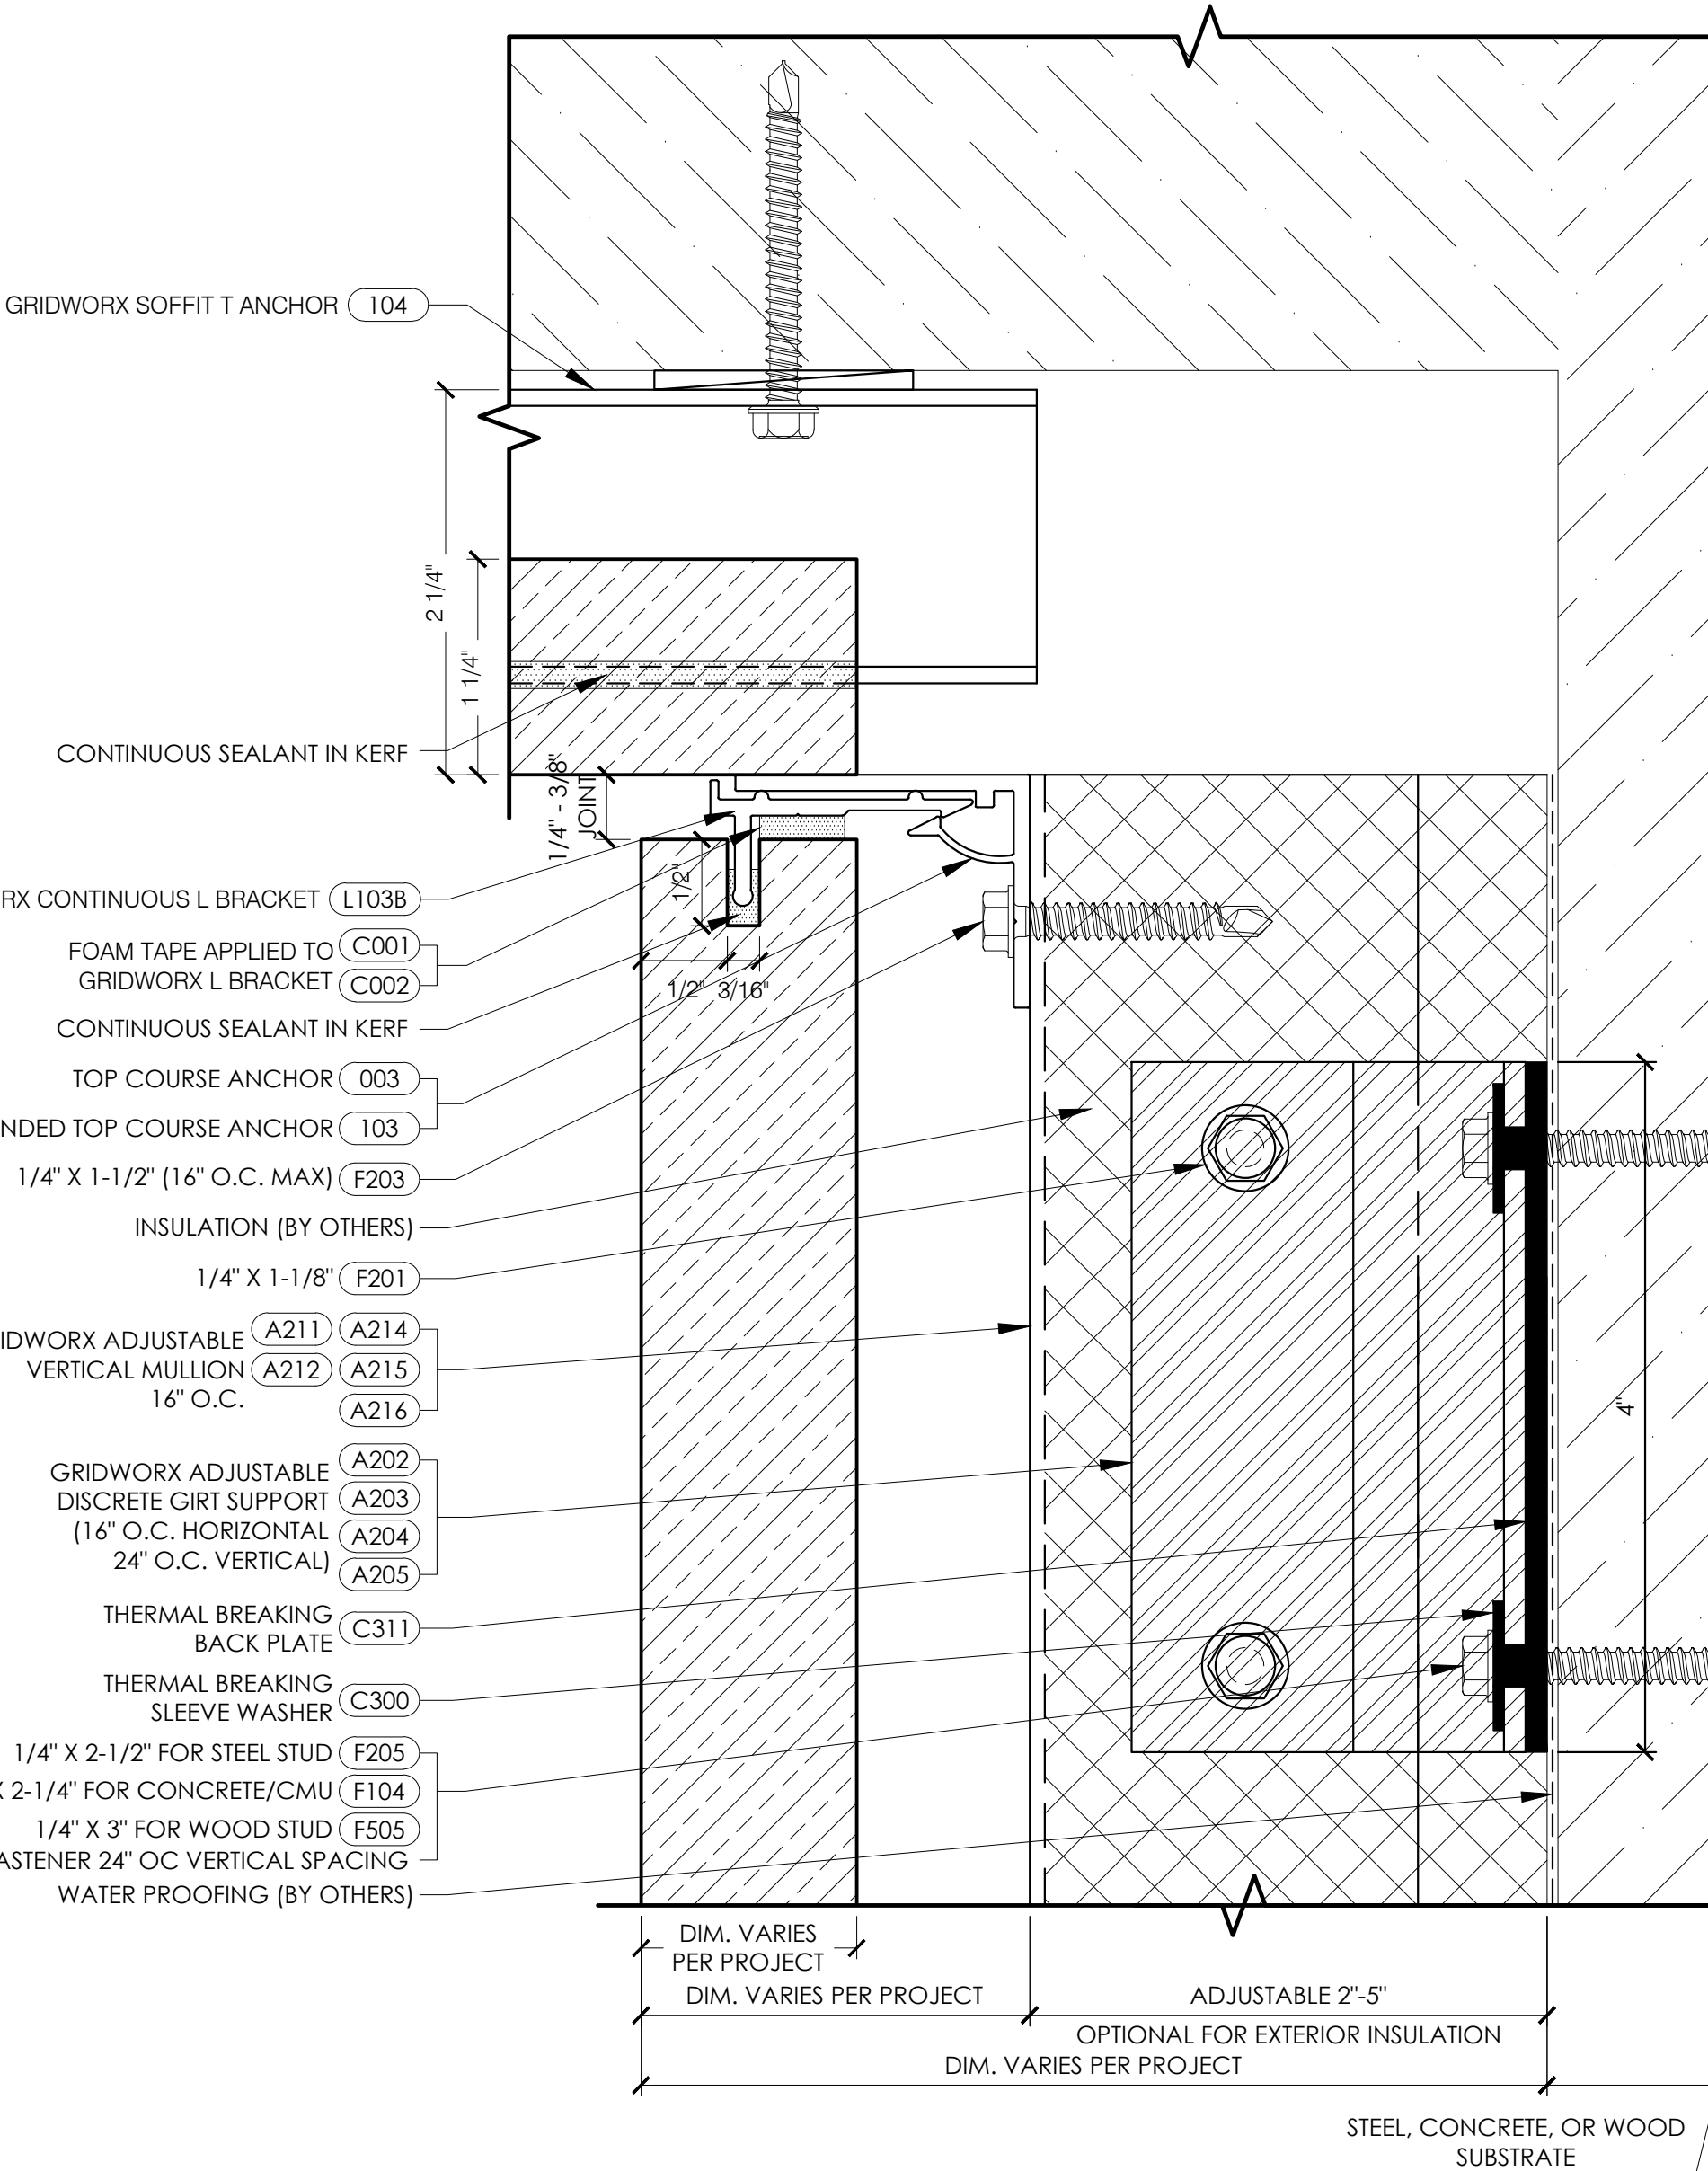 GRIDWORX SOFFIT T ANCHOR 104
2 1/4"
1 1/4"
CONTINUOUS SEALANT IN KERF
1/4" - 3/8"
JOINT
1/2"
1/2" 3/16"
RX CONTINUOUS L BRACKET L103B
FOAM TAPE APPLIED TO C001
GRIDWORX L BRACKET C002
CONTINUOUS SEALANT IN KERF
TOP COURSE ANCHOR 003
NDED TOP COURSE ANCHOR 103
1/4" X 1-1/2" (16" O.C. MAX) F203
INSULATION (BY OTHERS)
1/4" X 1-1/8" F201
IDWORX ADJUSTABLE A211 A214
VERTICAL MULLION A212 A215
16" O.C. A216
GRIDWORX ADJUSTABLE A202
DISCRETE GIRT SUPPORT A203
(16" O.C. HORIZONTAL A204
24" O.C. VERTICAL) A205
4"
THERMAL BREAKING
BACK PLATE C311
THERMAL BREAKING
SLEEVE WASHER C300
1/4" X 2-1/2" FOR STEEL STUD F205
X 2-1/4" FOR CONCRETE/CMU F104
1/4" X 3" FOR WOOD STUD F505
ASTENER 24" OC VERTICAL SPACING
WATER PROOFING (BY OTHERS)
DIM. VARIES
PER PROJECT
DIM. VARIES PER PROJECT
ADJUSTABLE 2"-5"
OPTIONAL FOR EXTERIOR INSULATION
DIM. VARIES PER PROJECT
STEEL, CONCRETE, OR WOOD
SUBSTRATE